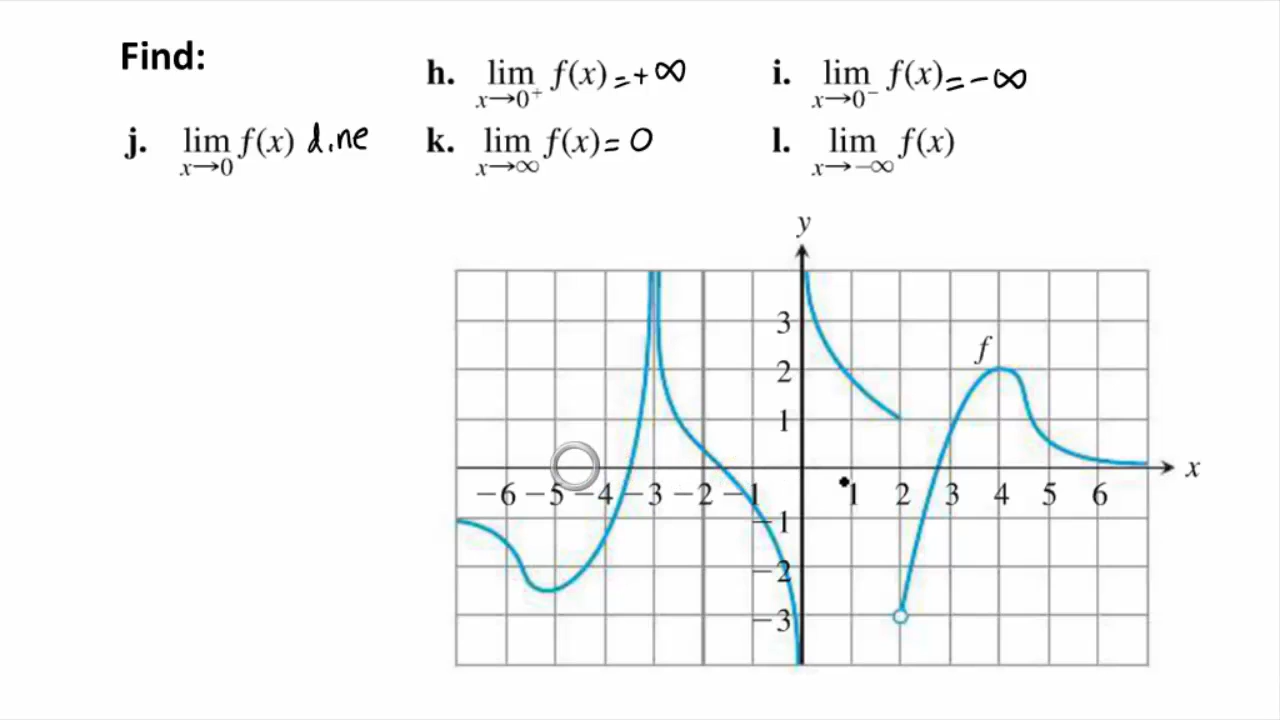 Find:
h. lim f(x) = +∞ i. lim f(x) = -∞
x→0⁺ x→0⁻
j. lim f(x) d.ne k. lim f(x) = 0 l. lim f(x)
x→0 x→∞ x→-∞
y
3
f
2
1
x
-6 -5 -4 -3 -2 -1 1 2 3 4 5 6
-1
-2
-3